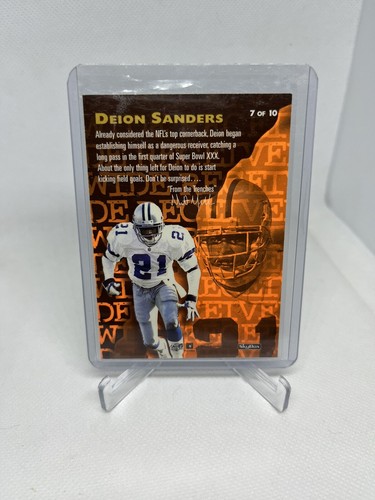 DEION SANDERS
7 OF 10
Already considered the NFL's top cornerback, Deion began
establishing himself as a dangerous receiver, catching a
long pass in the first quarter of Super Bowl XXX.
About the only thing left for Deion to do is start
kicking field goals. Don't be surprised. . .
"From the Trenches"
21
21
SkyBox